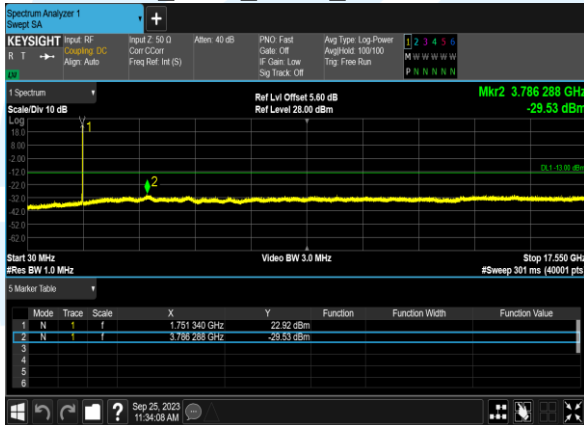 Spectrum Analyzer 1
Swept SA
+
KEYSIGHT Input: RF Input Z: 50 Ω Atten: 40 dB PNO: Fast Avg Type: Log-Power 1 2 3 4 5 6
R T Coupling: DC Corr CCorr Gate: Off Avg|Hold: 100/100 M W W W W W
Align: Auto Freq Ref: Int (S) IF Gain: Low Trig: Free Run
Sig Track: Off P N N N N N
1 Spectrum
Scale/Div 10 dB
Ref Lvl Offset 5.60 dB
Ref Level 28.00 dBm
Mkr2 3.786 288 GHz
-29.53 dBm
Log
18.0
8.00
-2.00
-12.0
-22.0
-32.0
-42.0
-52.0
-62.0
1
2
DL1 -13.00 dBm
Start 30 MHz Video BW 3.0 MHz Stop 17.550 GHz
#Res BW 1.0 MHz #Sweep 301 ms (40001 pts
5 Marker Table
Mode Trace Scale X Y Function Function Width Function Value
1 N 1 f 1.751 340 GHz 22.92 dBm
2 N 1 f 3.786 288 GHz -29.53 dBm
3
4
5
6
? Sep 25, 2023
11:34:08 AM